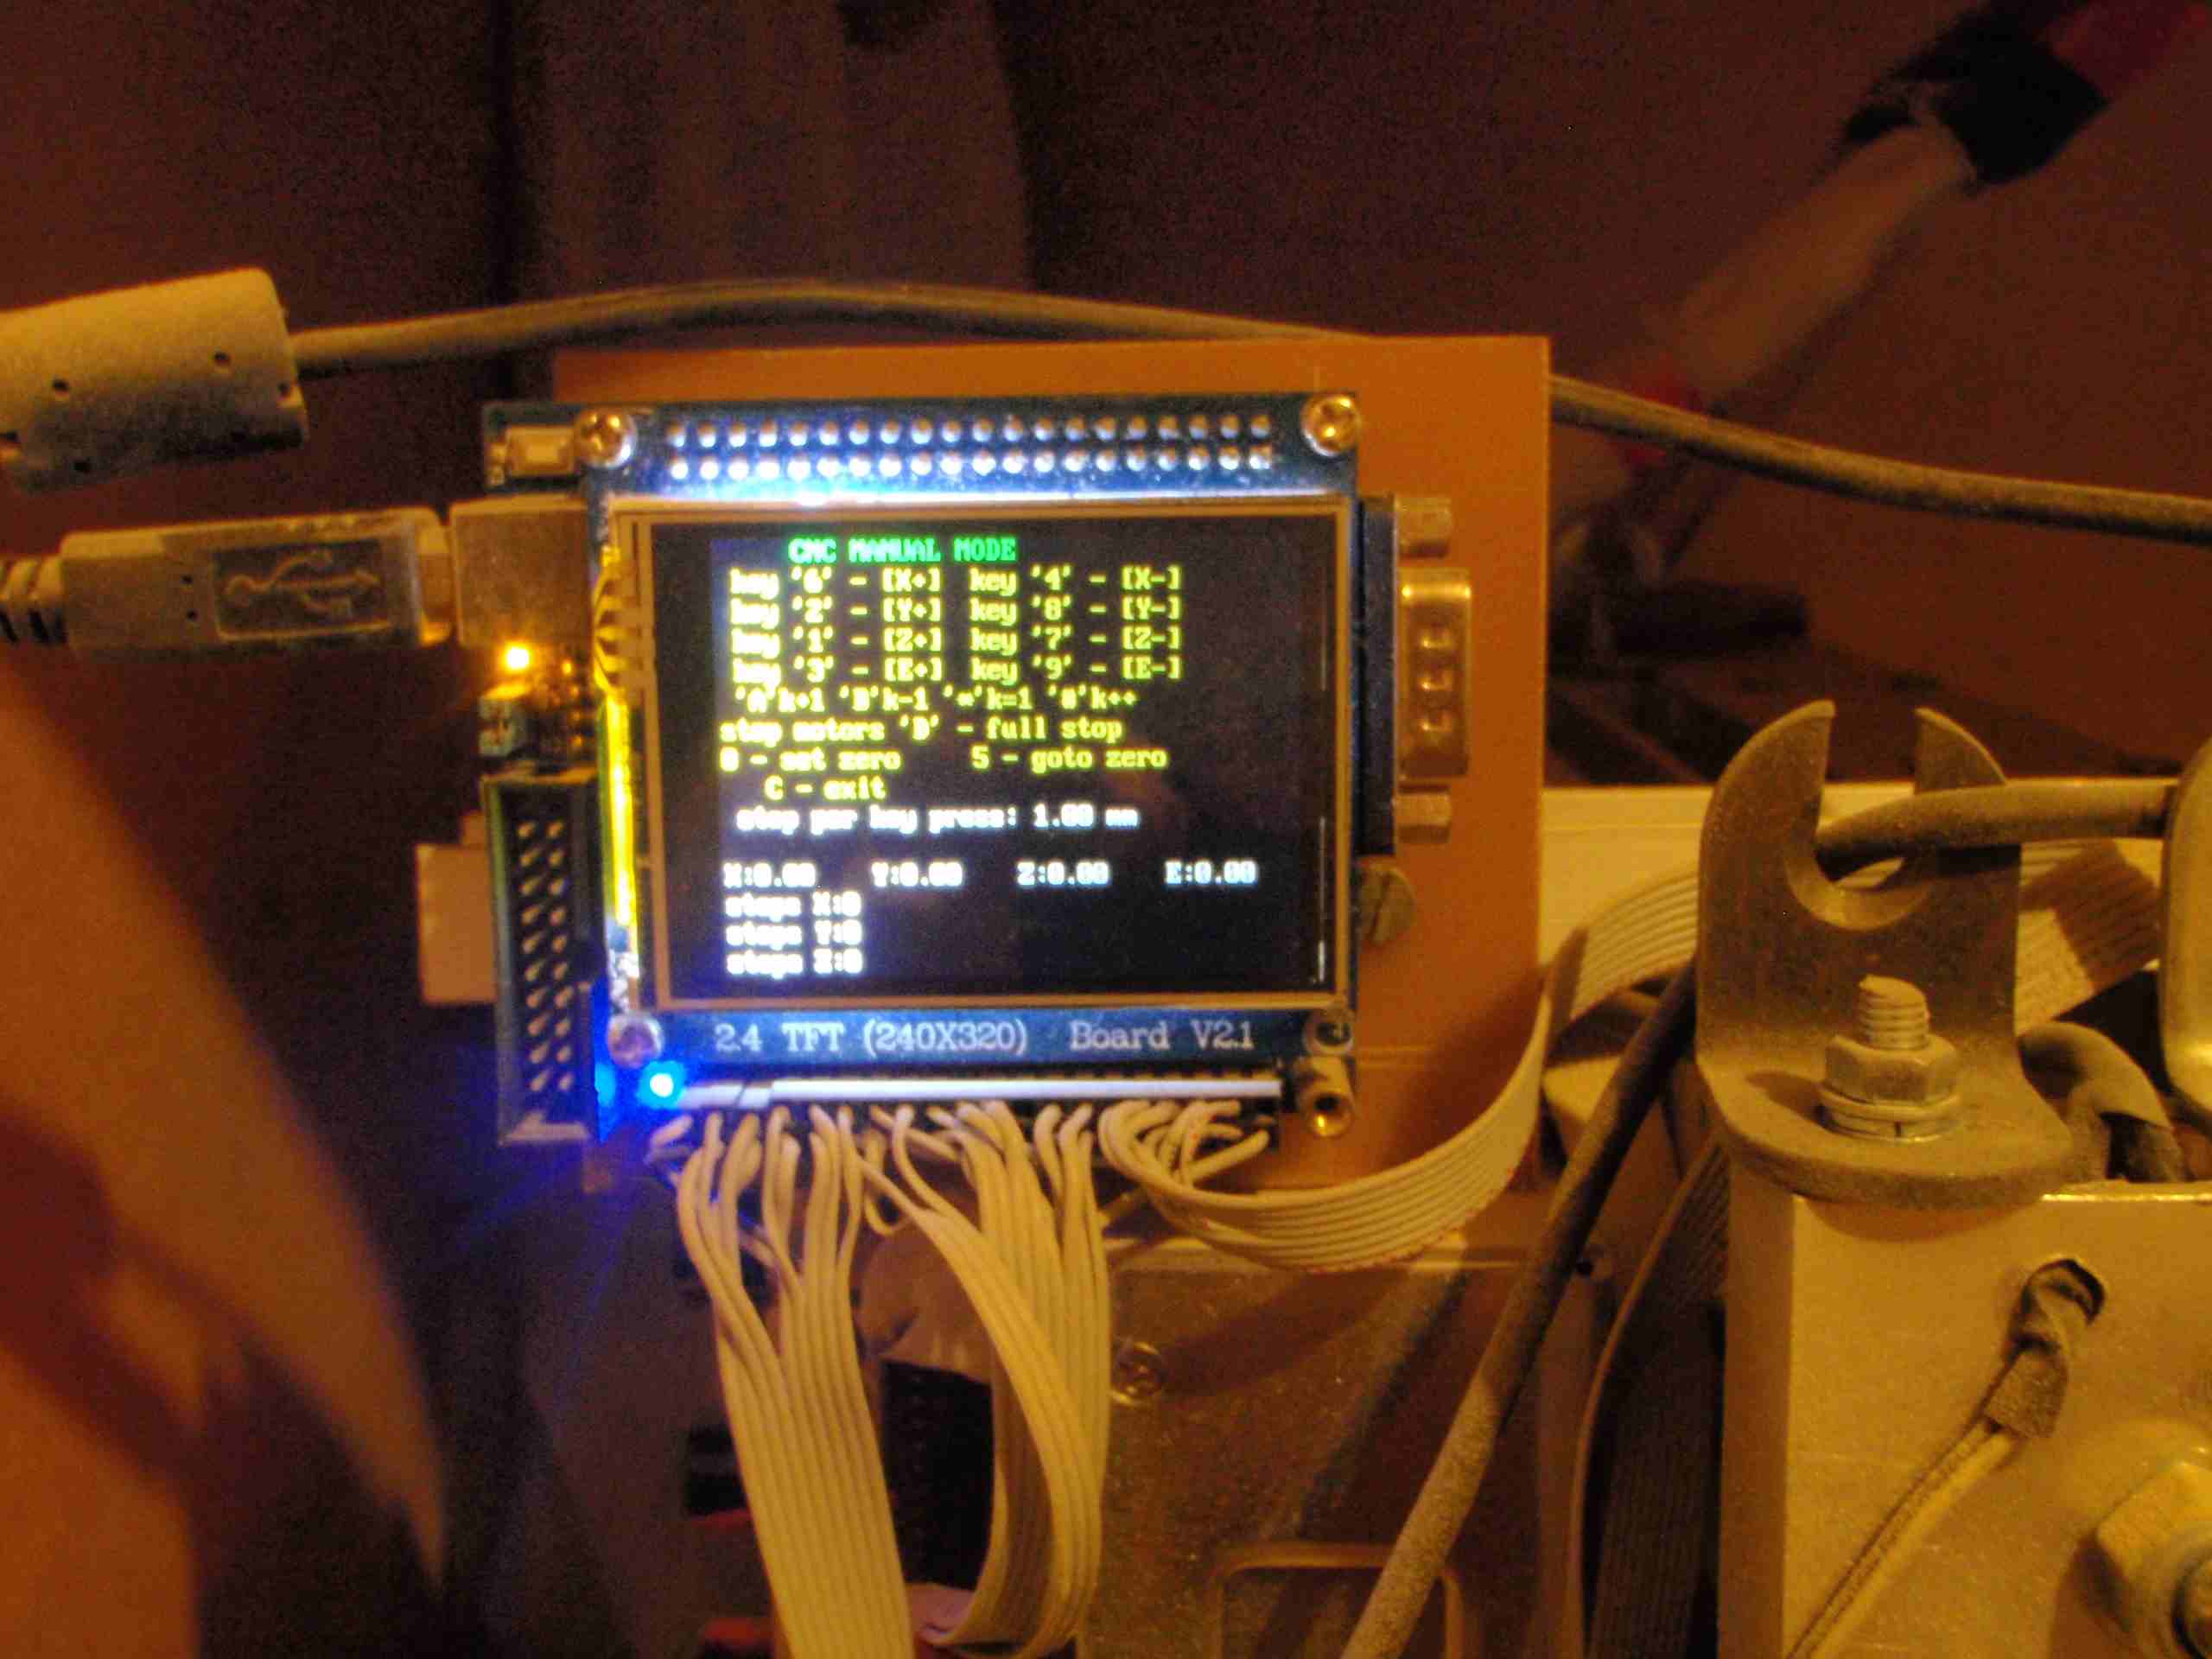 CNC MANUAL MODE
key '6' - [X+] key '4' - [X-]
key '2' - [Y+] key '8' - [Y-]
key '1' - [Z+] key '7' - [Z-]
key '3' - [E+] key '9' - [E-]
'A'k+1 'B'k-1 '*'k=1 '#'k++
stop motors 'D' - full stop
0 - set zero 5 - goto zero
C - exit
step per key press: 1.00 mm
X:0.00 Y:0.00 Z:0.00 E:0.00
steps X:0
steps Y:0
steps Z:0
2.4 TFT (240X320) Board V2.1